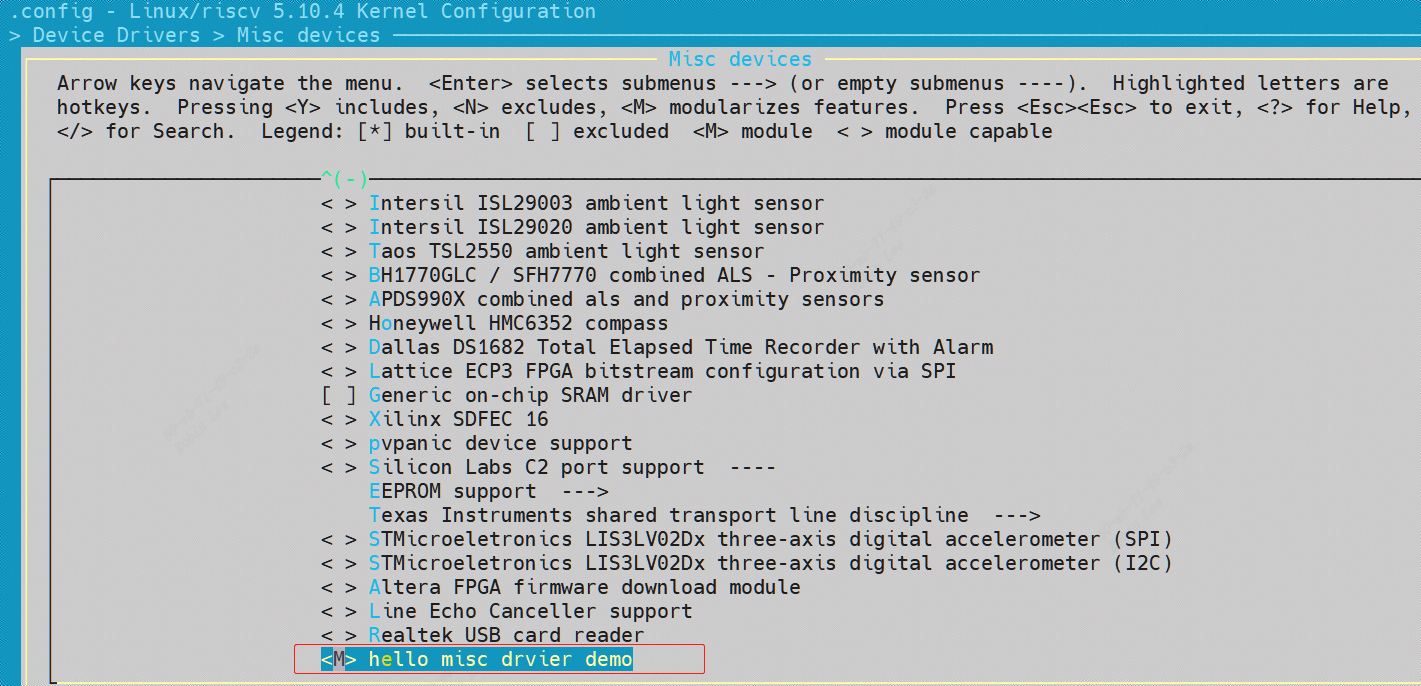 .config - Linux/riscv 5.10.4 Kernel Configuration
> Device Drivers > Misc devices
Misc devices
Arrow keys navigate the menu.  <Enter> selects submenus ---> (or empty submenus ----).  Highlighted letters are
hotkeys.  Pressing <Y> includes, <N> excludes, <M> modularizes features.  Press <Esc><Esc> to exit, <?> for Help,
</> for Search.  Legend: [*] built-in  [ ] excluded  <M> module  < > module capable
^(-)
< > Intersil ISL29003 ambient light sensor
< > Intersil ISL29020 ambient light sensor
< > Taos TSL2550 ambient light sensor
< > BH1770GLC / SFH7770 combined ALS - Proximity sensor
< > APDS990X combined als and proximity sensors
< > Honeywell HMC6352 compass
< > Dallas DS1682 Total Elapsed Time Recorder with Alarm
< > Lattice ECP3 FPGA bitstream configuration via SPI
[ ] Generic on-chip SRAM driver
< > Xilinx SDFEC 16
< > pvpanic device support
< > Silicon Labs C2 port support  ----
EEPROM support  --->
Texas Instruments shared transport line discipline  --->
< > STMicroeletronics LIS3LV02Dx three-axis digital accelerometer (SPI)
< > STMicroeletronics LIS3LV02Dx three-axis digital accelerometer (I2C)
< > Altera FPGA firmware download module
< > Line Echo Canceller support
< > Realtek USB card reader
<M> hello misc drvier demo